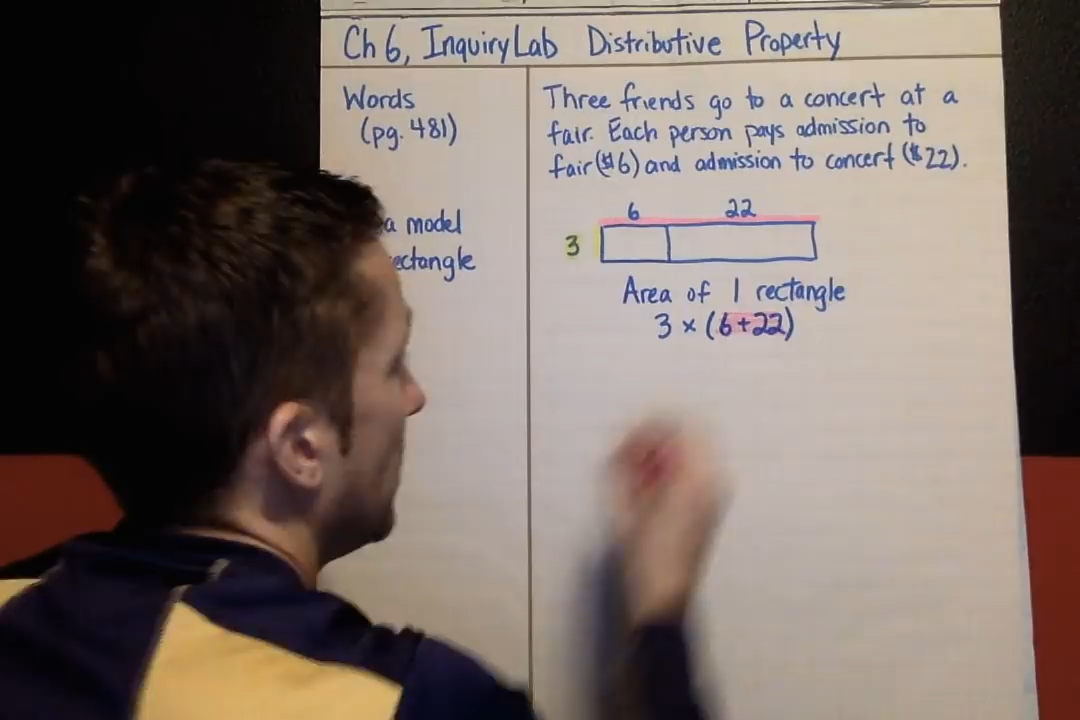 Ch 6, Inquiry Lab Distributive Property
Words
(pg. 481)
a model
ectangle
Three friends go to a concert at a
fair. Each person pays admission to
fair ($6) and admission to concert ($22).
6 22
3
Area of 1 rectangle
3 × (6+22)